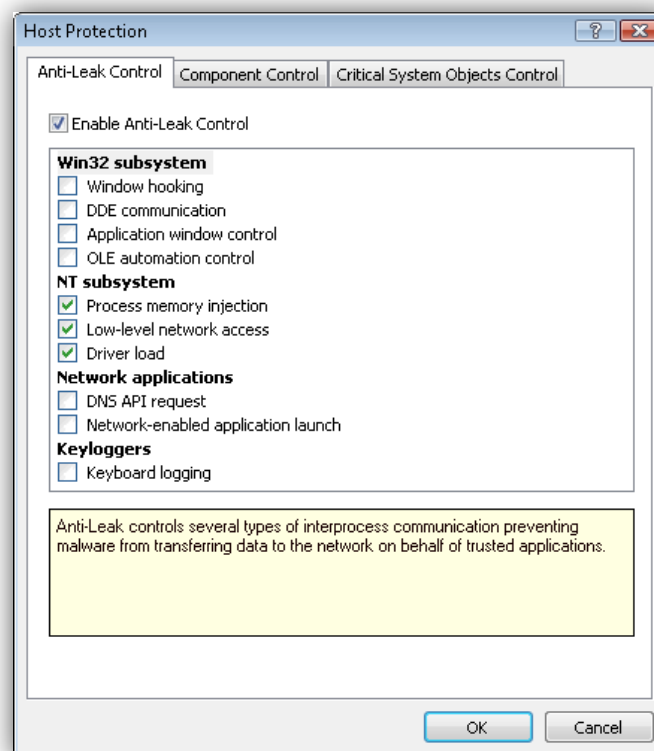 Host Protection
Anti-Leak Control Component Control Critical System Objects Control
Enable Anti-Leak Control
Win32 subsystem
Window hooking
DDE communication
Application window control
OLE automation control
NT subsystem
Process memory injection
Low-level network access
Driver load
Network applications
DNS API request
Network-enabled application launch
Keyloggers
Keyboard logging
Anti-Leak controls several types of interprocess communication preventing
malware from transferring data to the network on behalf of trusted applications.
OK Cancel